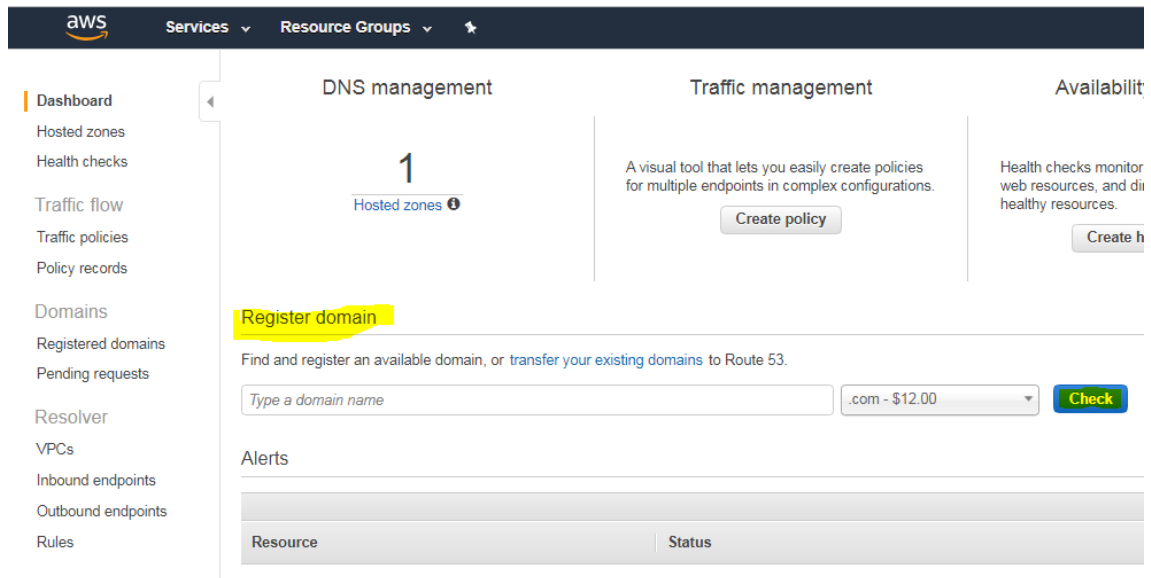 aws Services Resource Groups
Dashboard
Hosted zones
Health checks
Traffic flow
Traffic policies
Policy records
Domains
Registered domains
Pending requests
Resolver
VPCs
Inbound endpoints
Outbound endpoints
Rules
DNS management
1
Hosted zones
Traffic management
A visual tool that lets you easily create policies
for multiple endpoints in complex configurations.
Create policy
Availability
Health checks monitor
web resources, and di
healthy resources.
Create h
Register domain
Find and register an available domain, or transfer your existing domains to Route 53.
Type a domain name
.com - $12.00
Check
Alerts
Resource Status